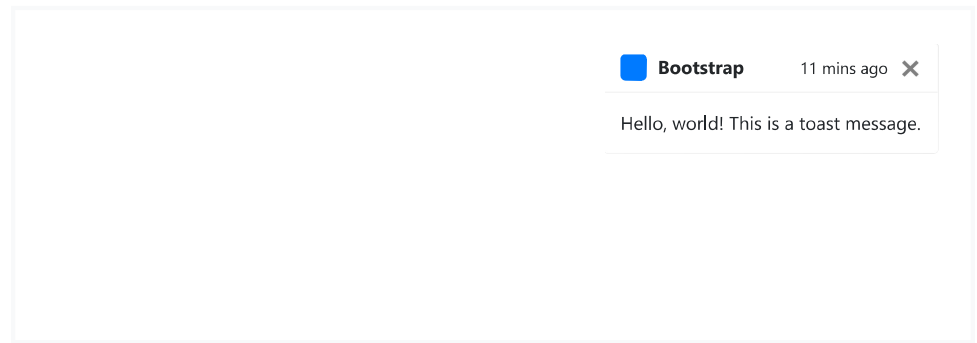 Bootstrap 11 mins ago
Hello, world! This is a toast message.